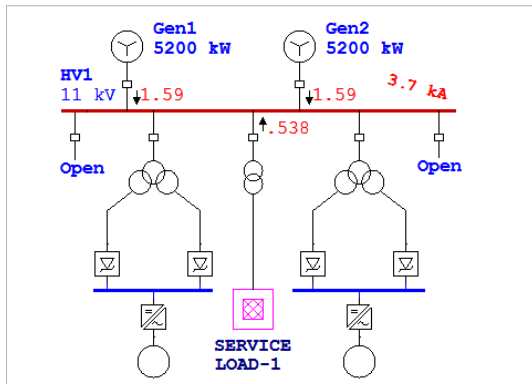 Gen1
5200 kW
Gen2
5200 kW
HV1
11 kV
1.59
1.59
3.7 kA
.538
Open
Open
SERVICE
LOAD-1